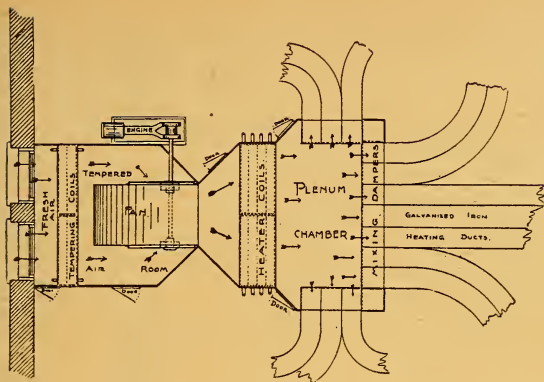 ENGINE
FRESH AIR
TEMPERING COILS
TEMPERED
FAN
AIR
ROOM
DOOR
DOOR
DOOR
HEATER COILS
DOOR
DOOR
PLENUM
CHAMBER
MIXING DAMPERS
GALVANISED IRON
HEATING DUCTS.